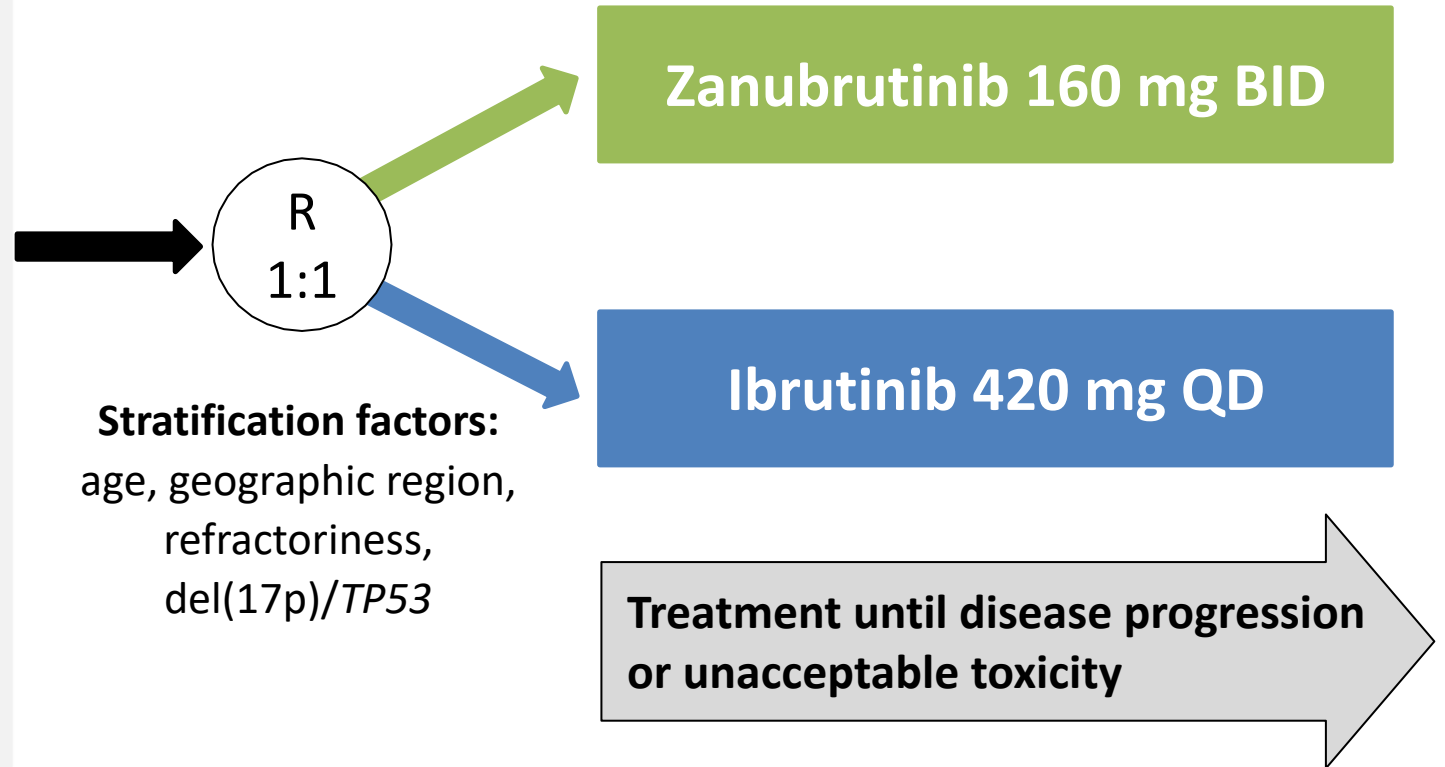 Zanubrutinib 160 mg BID
R
1:1
Ibrutinib 420 mg QD
Stratification factors:
age, geographic region,
refractoriness,
del(17p)/TP53
Treatment until disease progression
or unacceptable toxicity